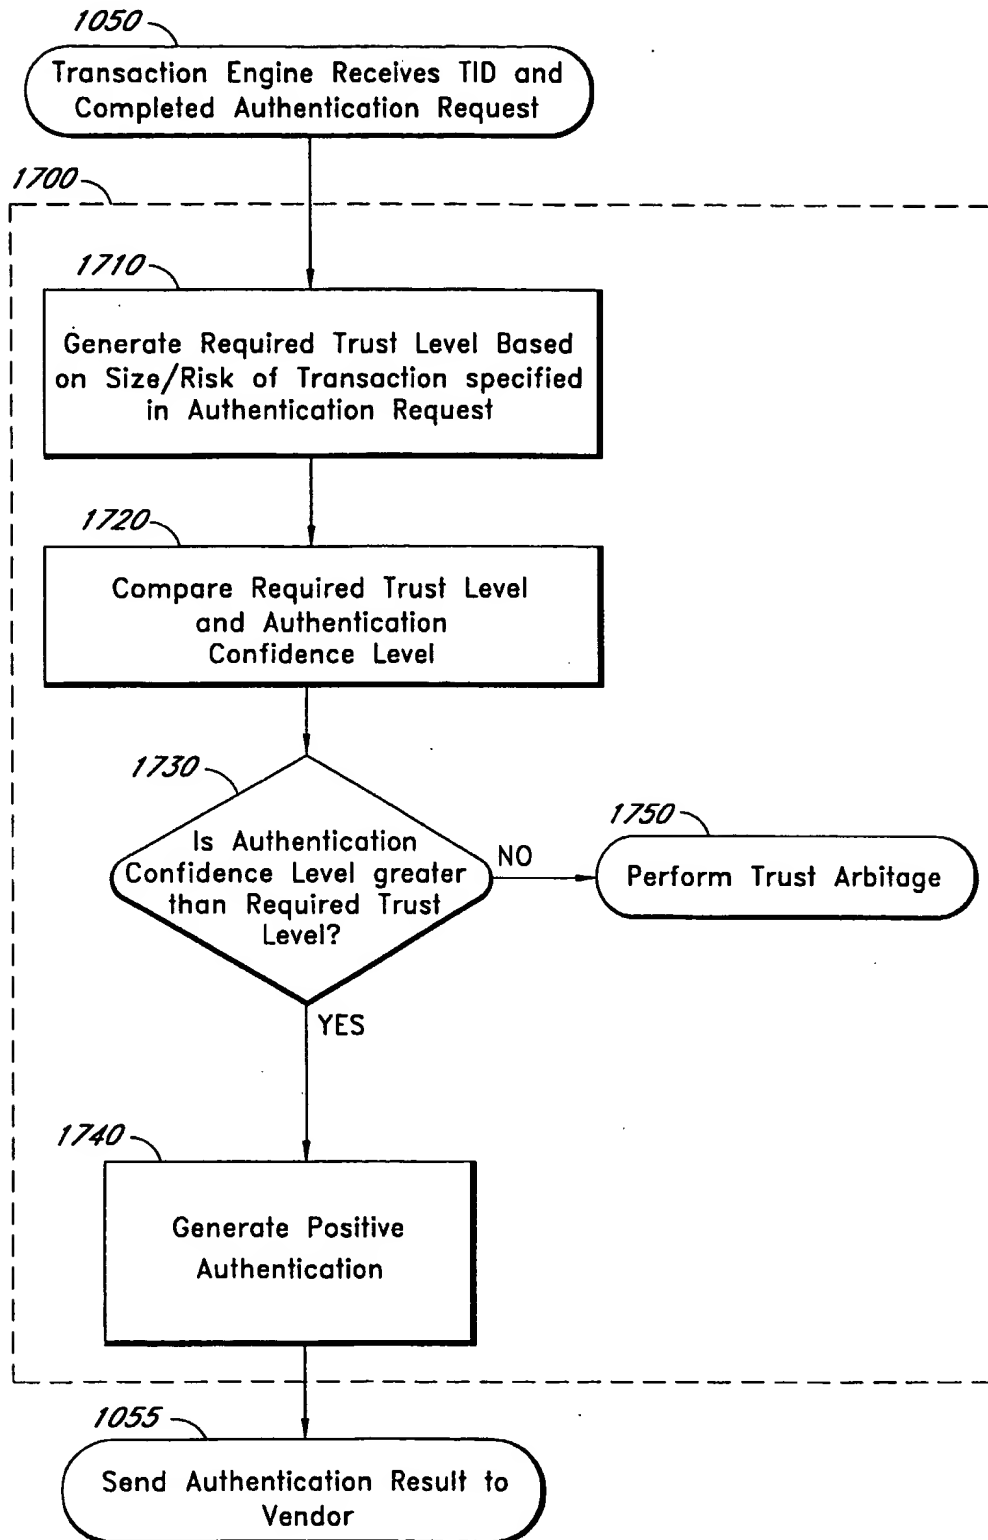 1050
Transaction Engine Receives TID and
Completed Authentication Request
1700
1710
Generate Required Trust Level Based
on Size/Risk of Transaction specified
in Authentication Request
1720
Compare Required Trust Level
and Authentication
Confidence Level
1730
Is Authentication
Confidence Level greater
than Required Trust
Level?
NO
1750
Perform Trust Arbitage
YES
1740
Generate Positive
Authentication
1055
Send Authentication Result to
Vendor